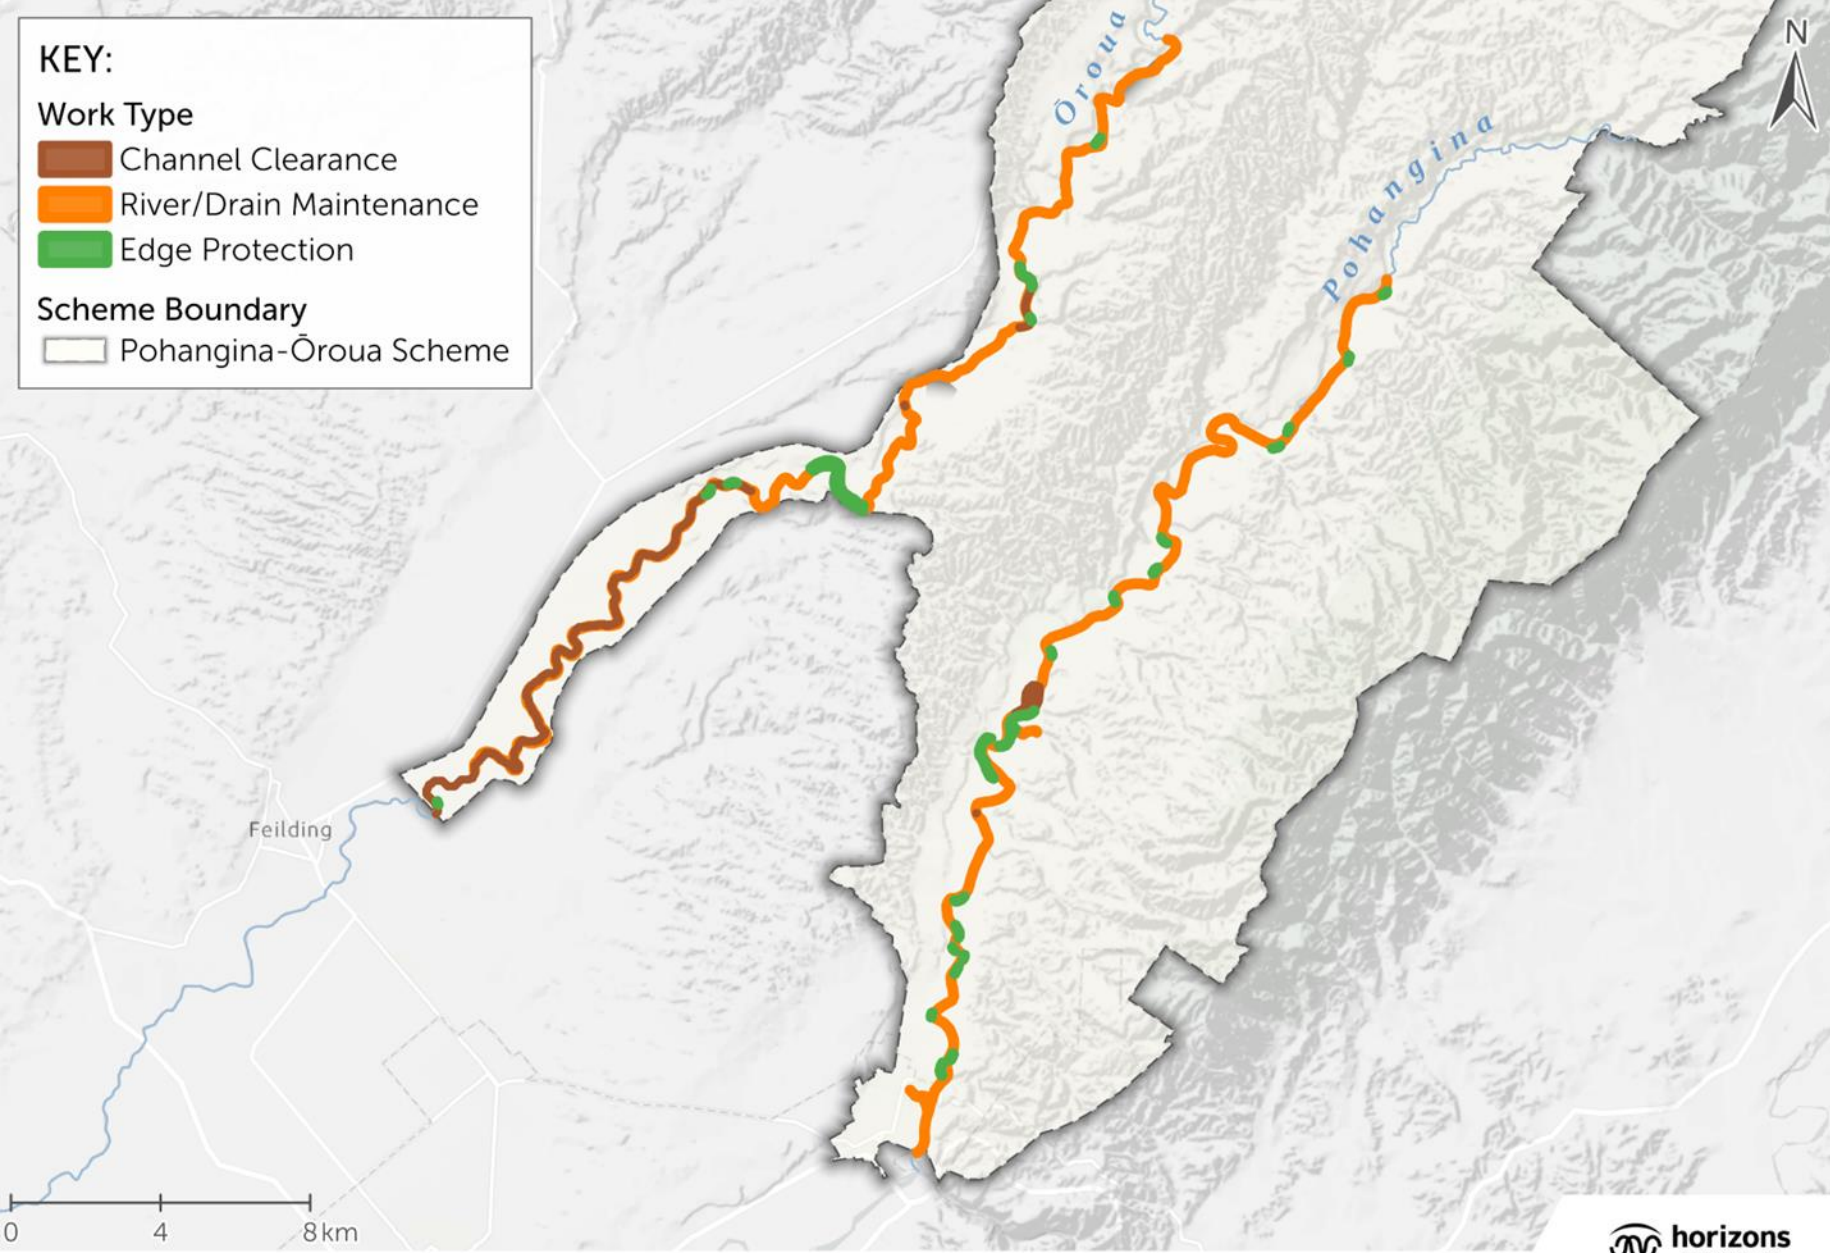 KEY:
Work Type
Channel Clearance
River/Drain Maintenance
Edge Protection
Scheme Boundary
Pohangina-Ōroua Scheme
Ōroua
Pohangina
N
Feilding
0 4 8km
horizons